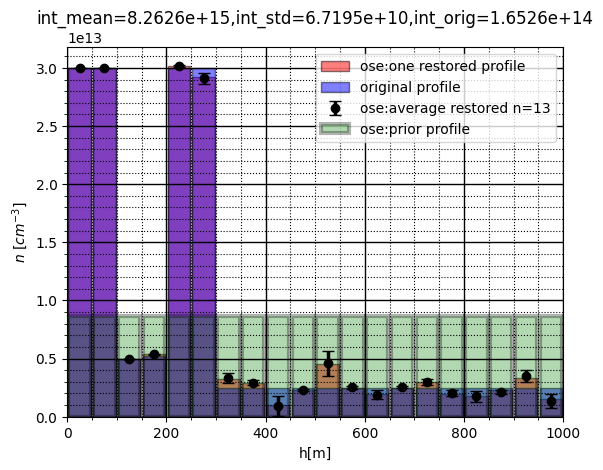 int_mean=8.2626e+15,int_std=6.7195e+10,int_orig=1.6526e+14
1e13
ose:one restored profile
original profile
ose:average restored n=13
ose:prior profile
3.0
2.5
2.0
1.5
1.0
0.5
0.0
n [cm⁻³]
0 200 400 600 800 1000
h[m]